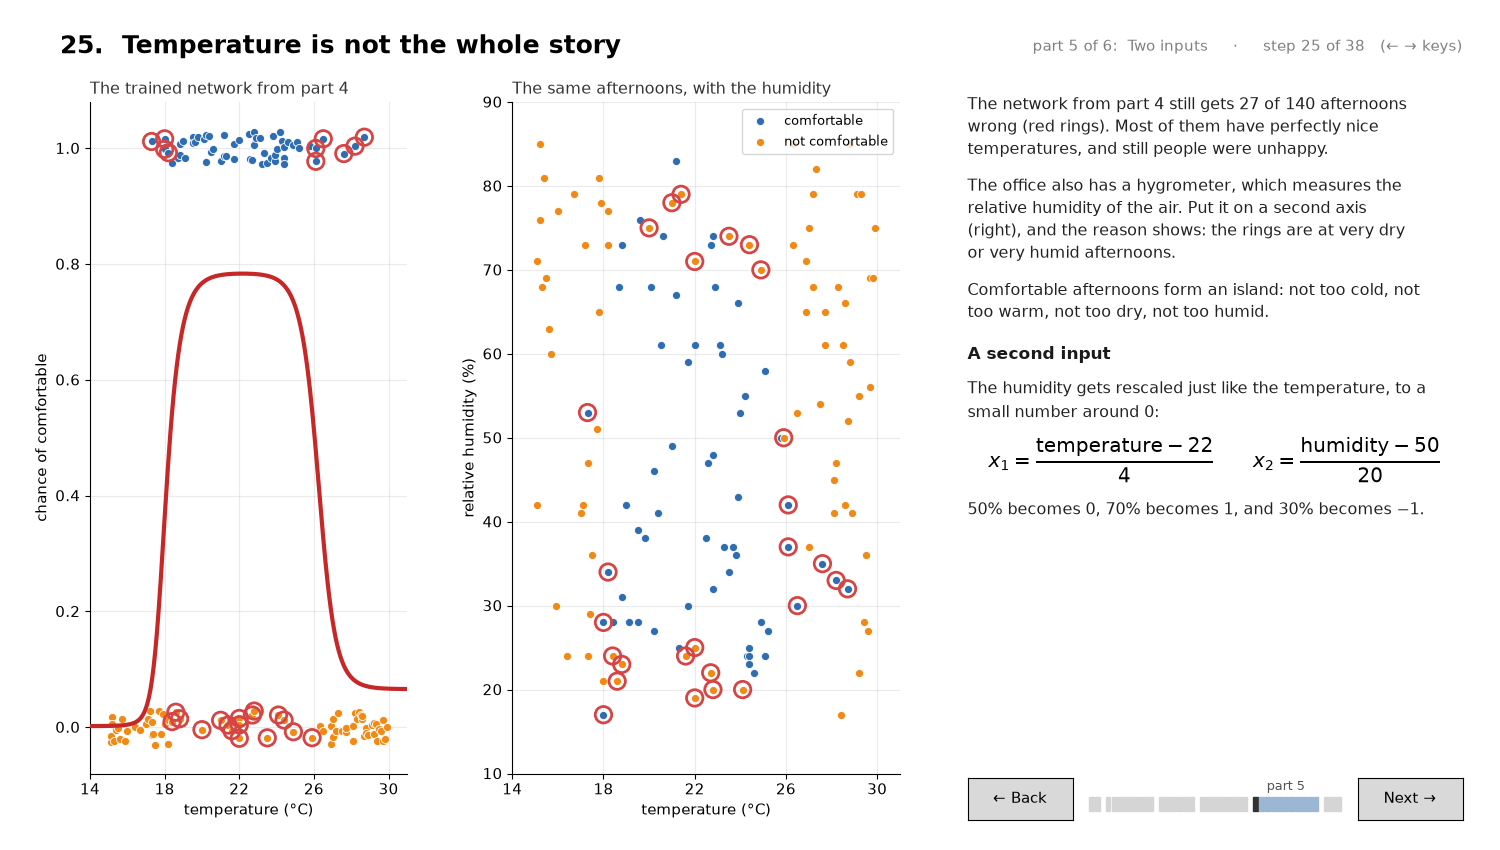 25. Temperature is not the whole story
part 5 of 6: Two inputs · step 25 of 38 (← → keys)
The trained network from part 4
1.0
0.8
0.6
0.4
0.2
0.0
chance of comfortable
14 18 22 26 30
temperature (°C)
The same afternoons, with the humidity
comfortable
not comfortable
90
80
70
60
50
40
30
20
10
relative humidity (%)
14 18 22 26 30
temperature (°C)
The network from part 4 still gets 27 of 140 afternoons
wrong (red rings). Most of them have perfectly nice
temperatures, and still people were unhappy.
The office also has a hygrometer, which measures the
relative humidity of the air. Put it on a second axis
(right), and the reason shows: the rings are at very dry
or very humid afternoons.
Comfortable afternoons form an island: not too cold, not
too warm, not too dry, not too humid.
A second input
The humidity gets rescaled just like the temperature, to a
small number around 0:
x₁ = (temperature − 22) / 4 x₂ = (humidity − 50) / 20
50% becomes 0, 70% becomes 1, and 30% becomes −1.
← Back
part 5
Next →